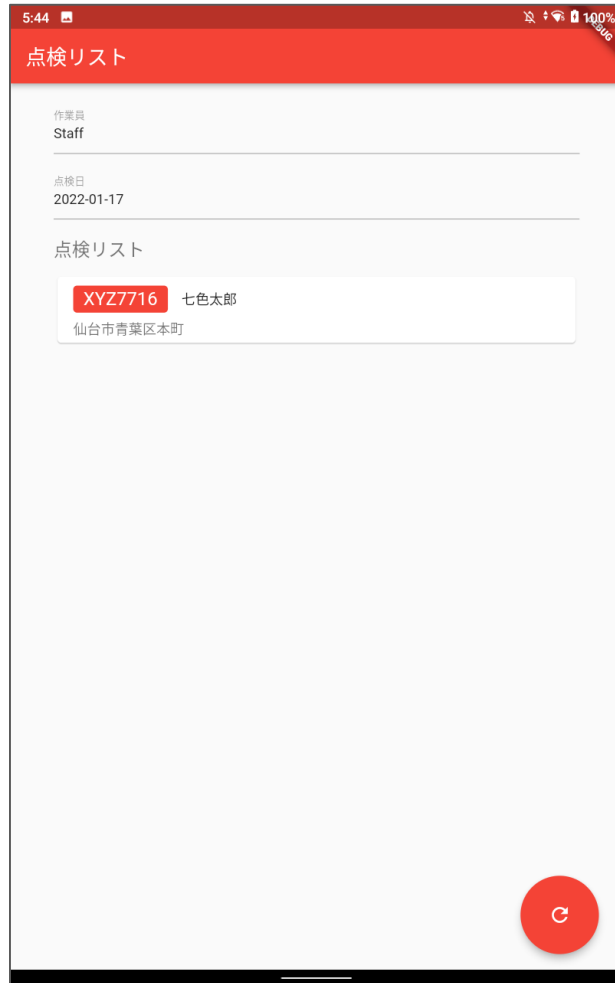 5:44
100%
DEBUG
点検リスト
作業員
Staff
点検日
2022-01-17
点検リスト
XYZ7716 七色太郎
仙台市青葉区本町